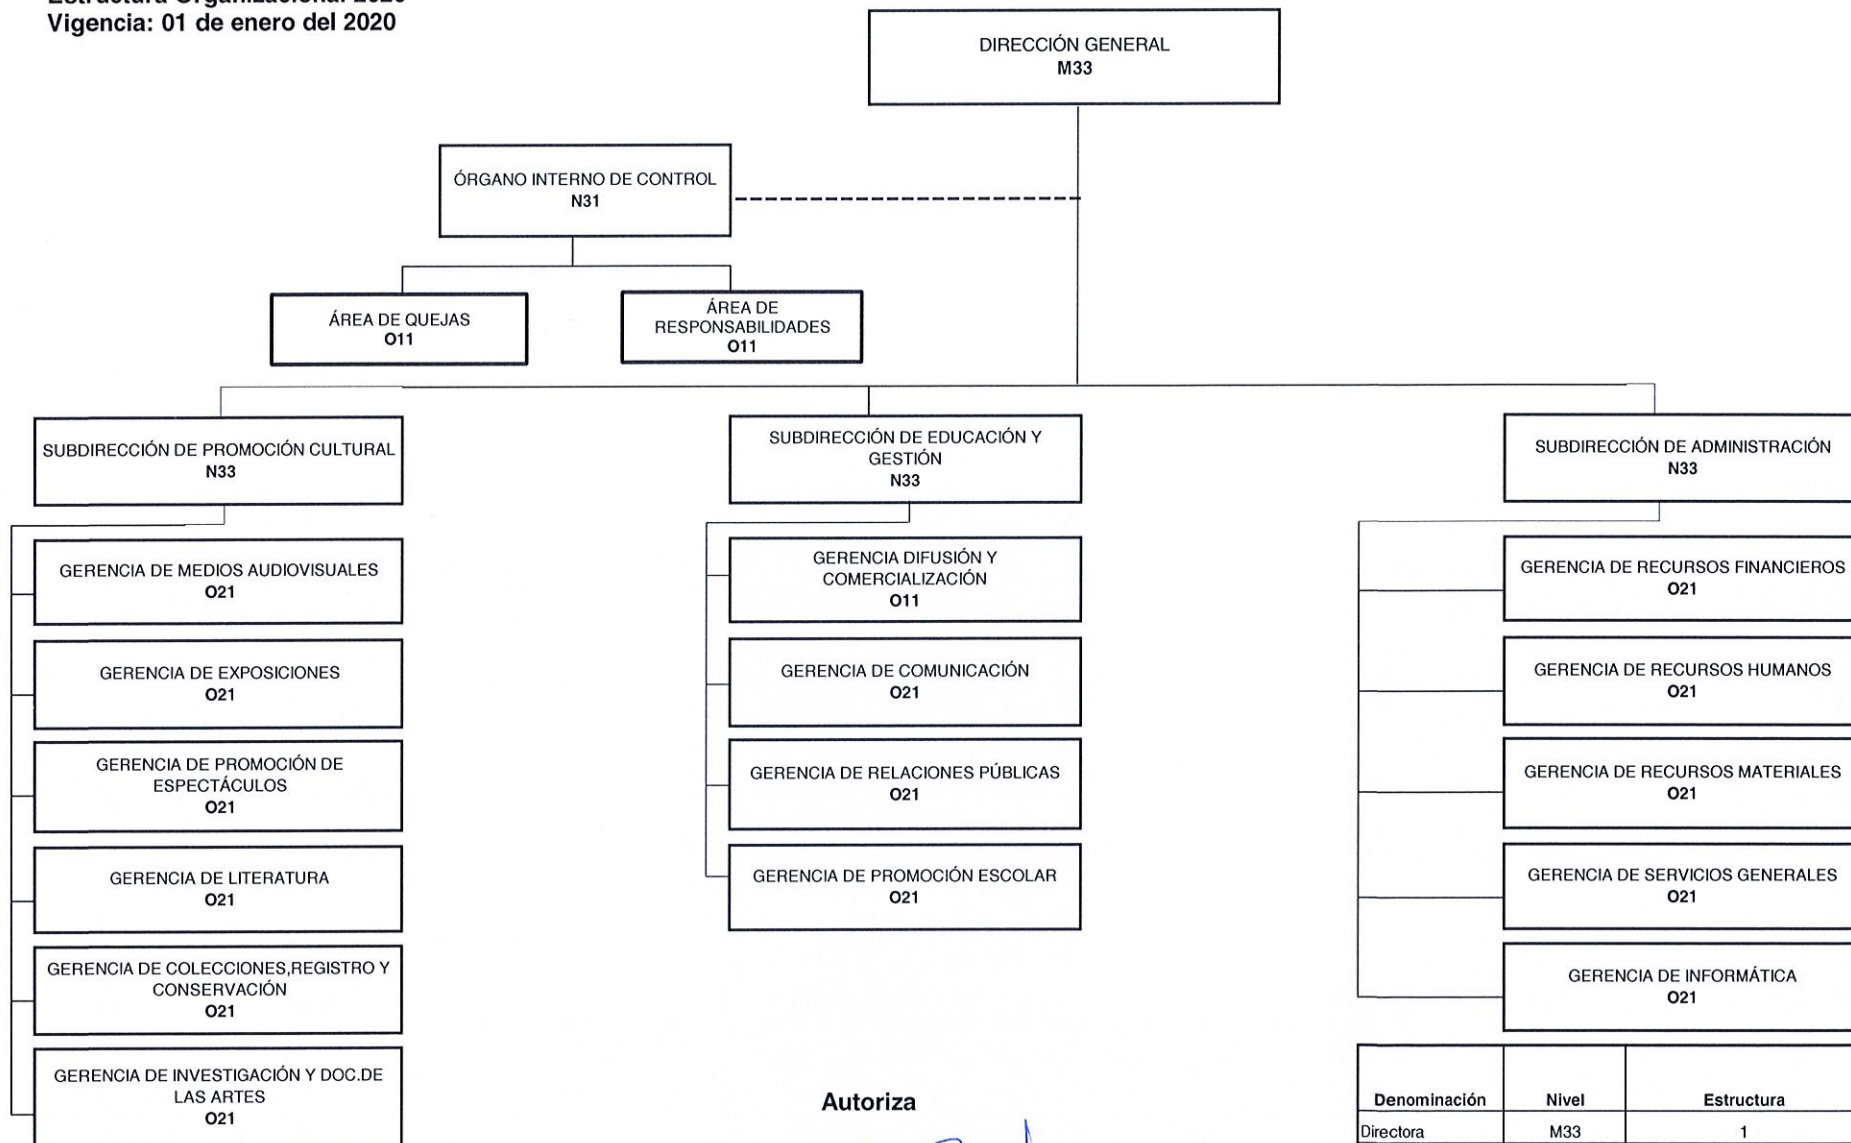 Vigencia: 01 de enero del 2020
DIRECCIÓN GENERAL
M33
ÓRGANO INTERNO DE CONTROL
N31
ÁREA DE QUEJAS
O11
ÁREA DE
RESPONSABILIDADES
O11
SUBDIRECCIÓN DE PROMOCIÓN CULTURAL
N33
GERENCIA DE MEDIOS AUDIOVISUALES
O21
GERENCIA DE EXPOSICIONES
O21
GERENCIA DE PROMOCIÓN DE
ESPECTÁCULOS
O21
GERENCIA DE LITERATURA
O21
GERENCIA DE COLECCIONES,REGISTRO Y
CONSERVACIÓN
O21
GERENCIA DE INVESTIGACIÓN Y DOC.DE
LAS ARTES
O21
SUBDIRECCIÓN DE EDUCACIÓN Y
GESTIÓN
N33
GERENCIA DIFUSIÓN Y
COMERCIALIZACIÓN
O11
GERENCIA DE COMUNICACIÓN
O21
GERENCIA DE RELACIONES PÚBLICAS
O21
GERENCIA DE PROMOCIÓN ESCOLAR
O21
SUBDIRECCIÓN DE ADMINISTRACIÓN
N33
GERENCIA DE RECURSOS FINANCIEROS
O21
GERENCIA DE RECURSOS HUMANOS
O21
GERENCIA DE RECURSOS MATERIALES
O21
GERENCIA DE SERVICIOS GENERALES
O21
GERENCIA DE INFORMÁTICA
O21
Autoriza
Denominación Nivel Estructura
Directora M33 1